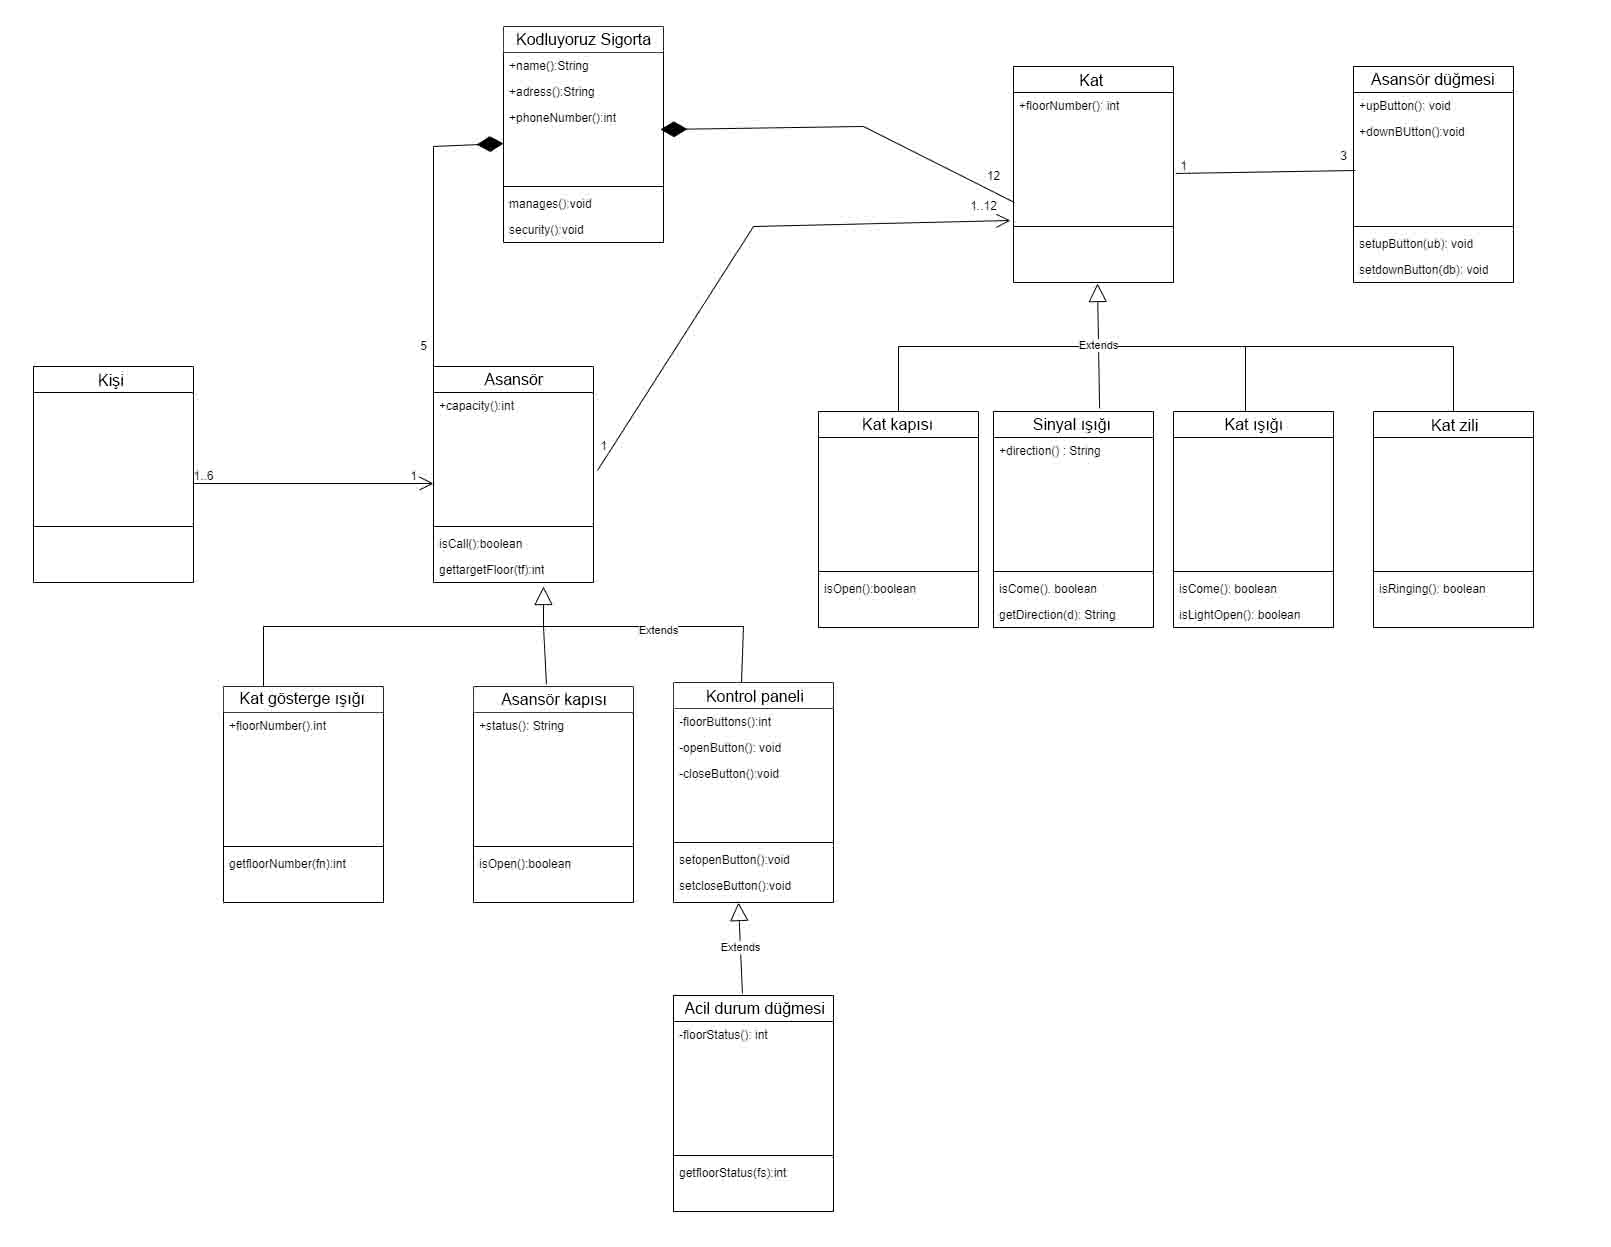 Kodluyoruz Sigorta
+name():String
+adress():String
+phoneNumber():int
manages():void
security():void
Kat
+floorNumber(): int
Asansör düğmesi
+upButton(): void
+downBUtton():void
setupButton(ub): void
setdownButton(db): void
12
1..12
1
3
5
1
Kişi
1..6
1
Asansör
+capacity():int
isCall():boolean
gettargetFloor(tf):int
Extends
Kat kapısı
isOpen():boolean
Sinyal ışığı
+direction() : String
isCome(). boolean
getDirection(d): String
Kat ışığı
isCome(). boolean
isLightOpen(): boolean
Kat zili
isRinging(): boolean
Extends
Kat gösterge ışığı
+floorNumber().int
getfloorNumber(fn):int
Asansör kapısı
+status(): String
isOpen():boolean
Kontrol paneli
-floorButtons():int
-openButton(): void
-closeButton():void
setopenButton():void
setcloseButton():void
Extends
Acil durum düğmesi
-floorStatus(): int
getfloorStatus(fs):int